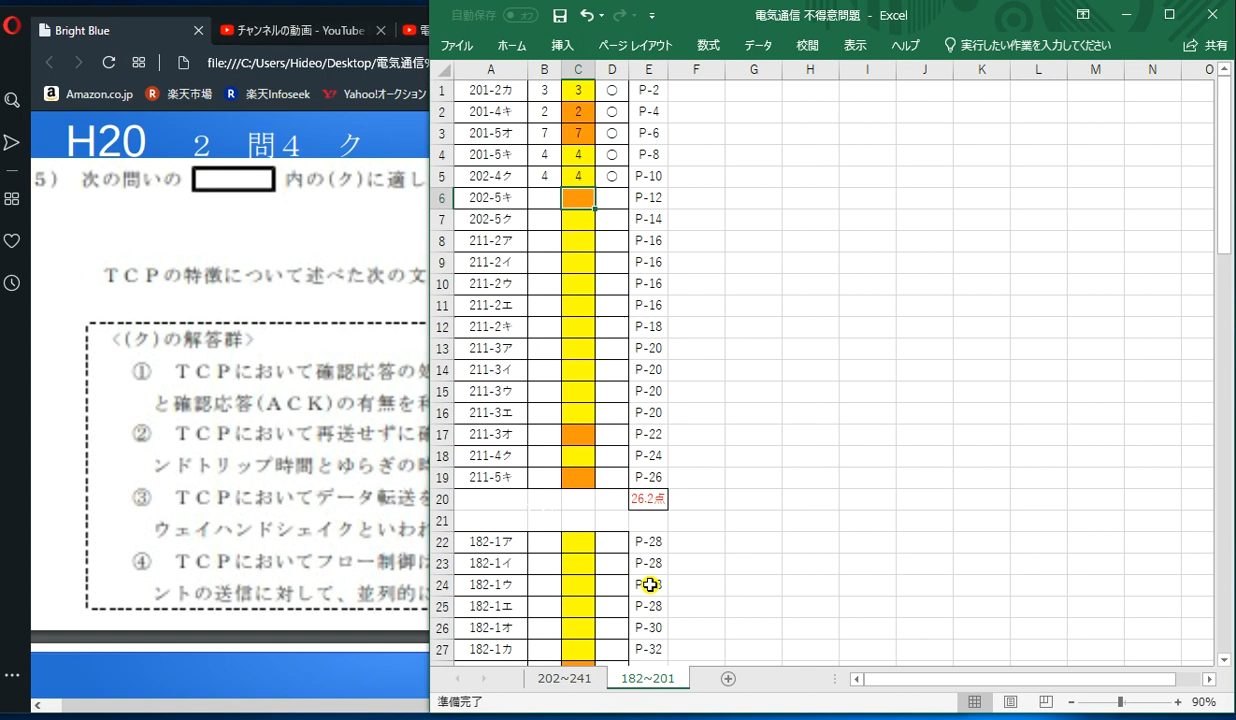 Bright Blue
チャンネルの動画 - YouTube
電
file:///C:/Users/Hideo/Desktop/電気通信9
Amazon.co.jp
楽天市場
楽天Infoseek
Yahoo!オークション
H20 2 問4 ク
5) 次の問いの 内の(ク)に適し
TCPの特徴について述べた次の文
<(ク)の解答群>
① TCPにおいて確認応答の処
と確認応答(ACK)の有無を利
② TCPにおいて再送せずに確
ンドトリップ時間とゆらぎの時
③ TCPにおいてデータ転送を
ウェイハンドシェイクといわれ
④ TCPにおいてフロー制御は
ントの送信に対して、並列的に
自動保存 オフ
電気通信 不得意問題 - Excel
ファイル ホーム 挿入 ページ レイアウト 数式 データ 校閲 表示 ヘルプ 実行したい作業を入力してください 共有
A B C D E F G H I J K L M N O
1 201-2カ 3 3 ○ P-2
2 201-4キ 2 2 ○ P-4
3 201-5オ 7 7 ○ P-6
4 201-5キ 4 4 ○ P-8
5 202-4ク 4 4 ○ P-10
6 202-5キ P-12
7 202-5ク P-14
8 211-2ア P-16
9 211-2イ P-16
10 211-2ウ P-16
11 211-2エ P-16
12 211-2キ P-18
13 211-3ア P-20
14 211-3イ P-20
15 211-3ウ P-20
16 211-3エ P-20
17 211-3オ P-22
18 211-4ク P-24
19 211-5キ P-26
20 26.2点
21
22 182-1ア P-28
23 182-1イ P-28
24 182-1ウ
25 182-1エ P-28
26 182-1オ P-30
27 182-1カ P-32
202~241 182~201
準備完了
90%